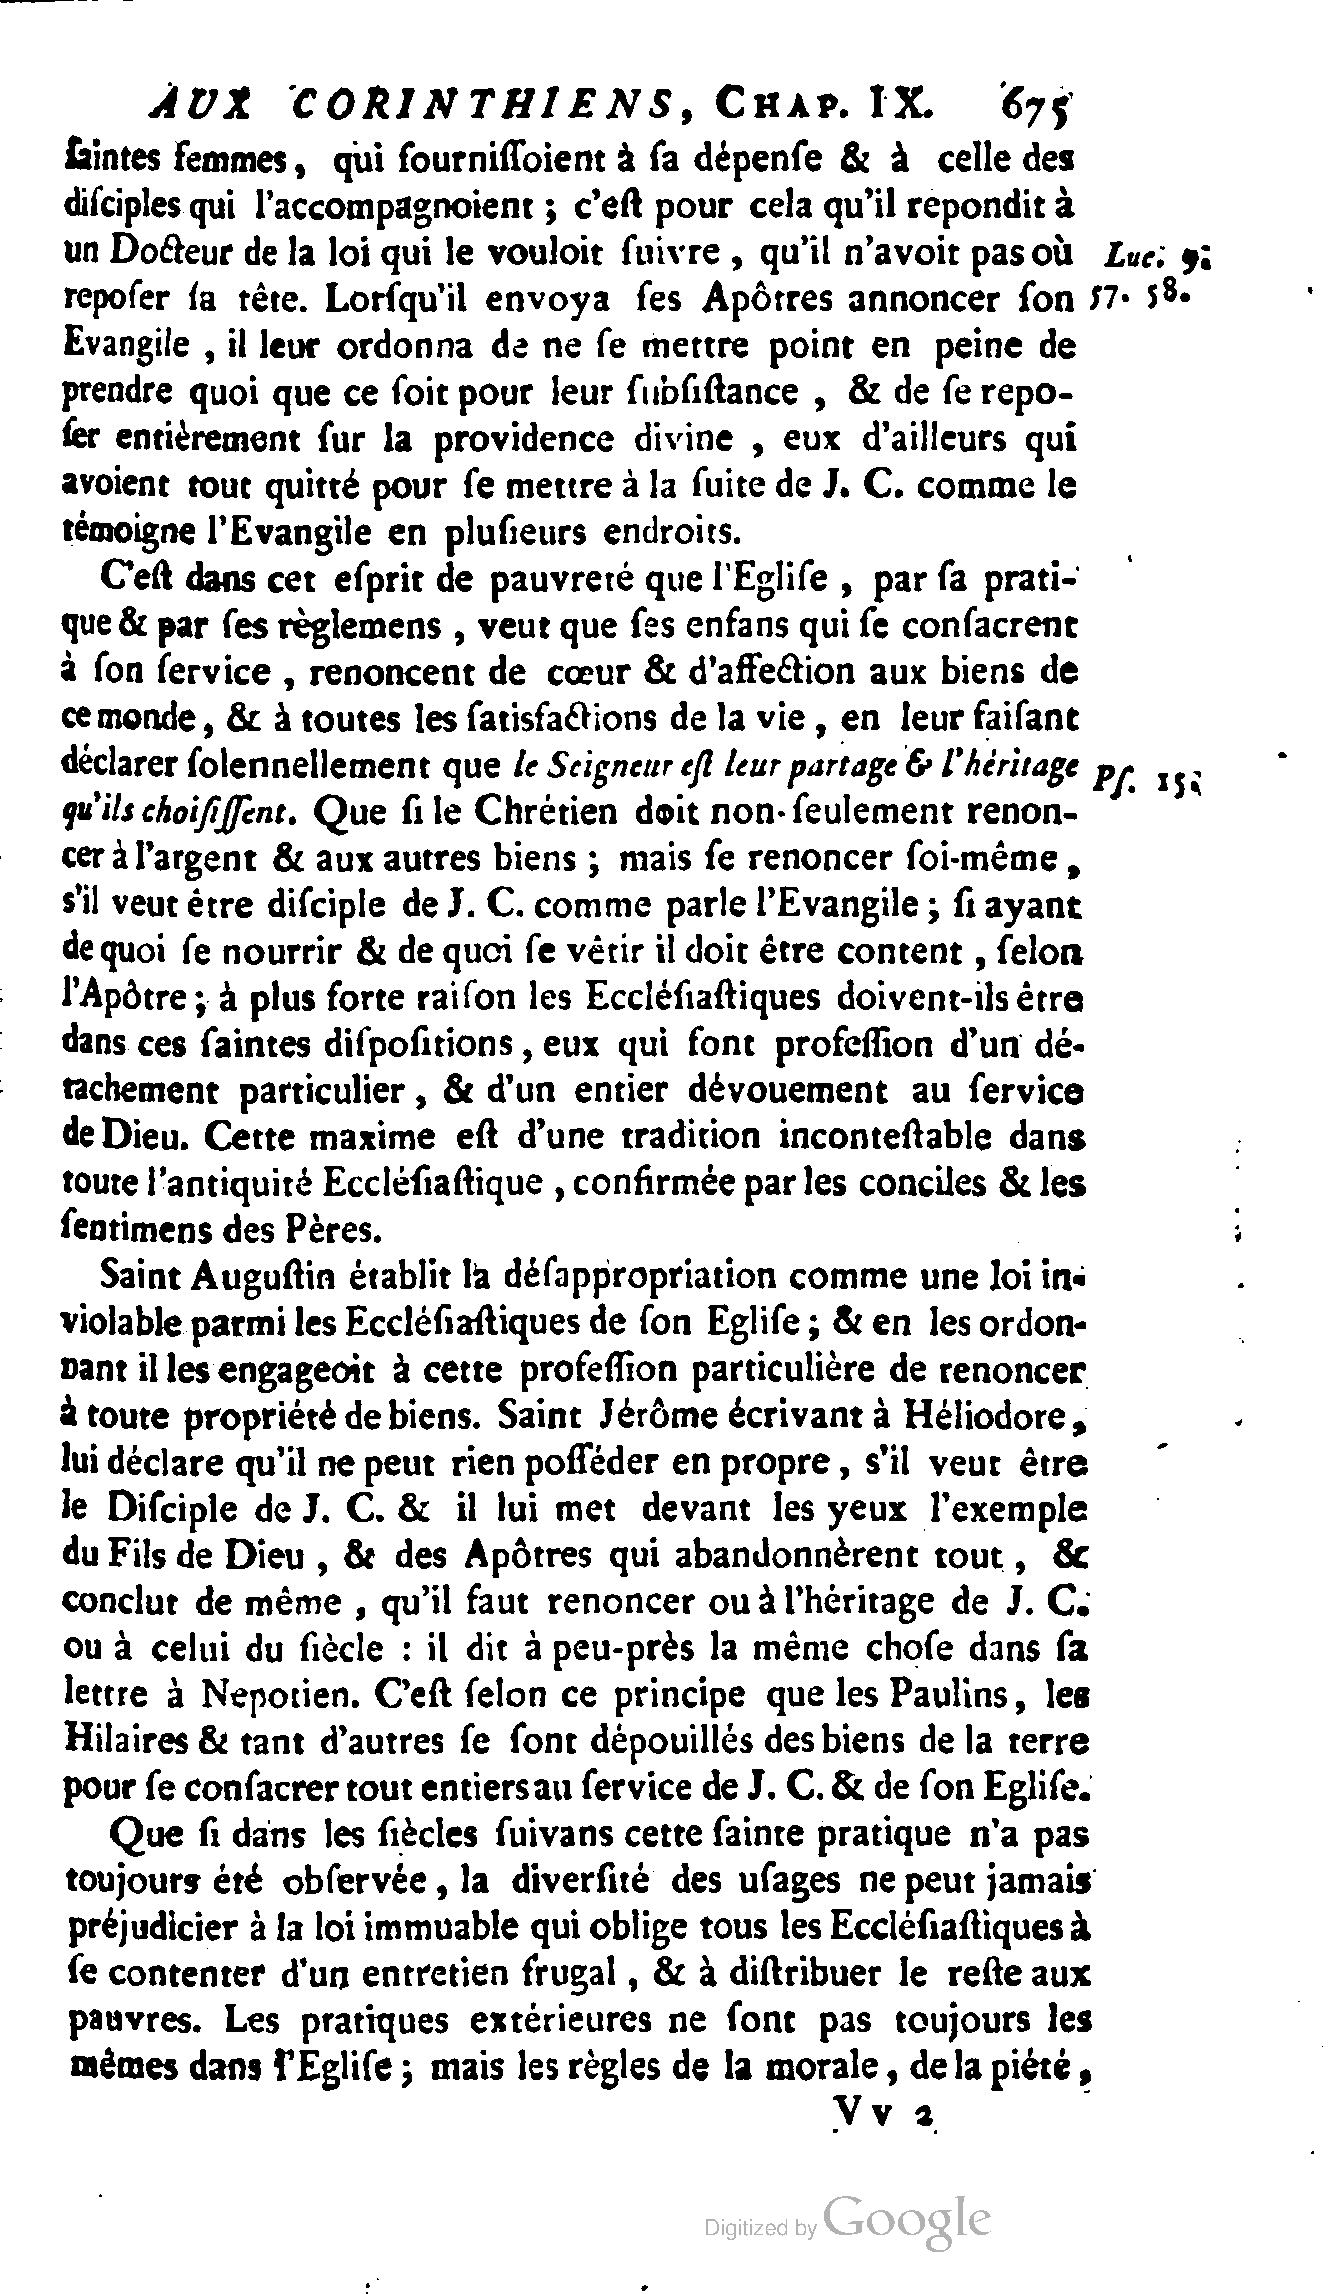 AUX CORINTHIENS, CHAP. IX. 675
ſaintes femmes, qui fourniſſoient à ſa dépenſe & à celle des
diſciples qui l'accompagnoient ; c'eſt pour cela qu'il répondit à
un Docteur de la loi qui le vouloit ſuivre , qu'il n'avoit pas où Luc. 9.
repoſer ſa tête. Lorſqu'il envoya ſes Apôtres annoncer ſon 57. 58.
Evangile , il leur ordonna de ne ſe mettre point en peine de
prendre quoi que ce ſoit pour leur ſubſiſtance , & de ſe repo-
ſer entièrement ſur la providence divine , eux d'ailleurs qui
avoient tout quitté pour ſe mettre à la ſuite de J. C. comme le
témoigne l'Evangile en pluſieurs endroits.
C'eſt dans cet eſprit de pauvreté que l'Egliſe , par ſa prati-
que & par ſes règlemens , veut que ſes enfans qui ſe conſacrent
à ſon ſervice , renoncent de cœur & d'affection aux biens de
ce monde, & à toutes les ſatisfactions de la vie , en leur faiſant
déclarer ſolennellement que le Seigneur eſt leur partage & l'héritage Pſ. 15.
qu'ils choiſiſſent. Que ſi le Chrétien doit non-ſeulement renon-
cer à l'argent & aux autres biens ; mais ſe renoncer ſoi-même ,
s'il veut être diſciple de J. C. comme parle l'Evangile ; ſi ayant
de quoi ſe nourrir & de quoi ſe vêtir il doit être content , ſelon
l'Apôtre ; à plus forte raiſon les Eccléſiaſtiques doivent-ils être
dans ces ſaintes diſpoſitions , eux qui font profeſſion d'un dé-
tachement particulier , & d'un entier dévouement au ſervice
de Dieu. Cette maxime eſt d'une tradition inconteſtable dans
toute l'antiquité Eccléſiaſtique , confirmée par les conciles & les
ſentimens des Pères.
Saint Auguſtin établit la déſappropriation comme une loi in-
violable parmi les Eccléſiaſtiques de ſon Egliſe ; & en les ordon-
nant il les engageoit à cette profeſſion particulière de renoncer
à toute propriété de biens. Saint Jérôme écrivant à Héliodore,
lui déclare qu'il ne peut rien poſſéder en propre , s'il veut être
le Diſciple de J. C. & il lui met devant les yeux l'exemple
du Fils de Dieu , & des Apôtres qui abandonnèrent tout , &
conclut de même , qu'il faut renoncer ou à l'héritage de J. C.
ou à celui du ſiècle : il dit à peu-près la même choſe dans ſa
lettre à Nepotien. C'eſt ſelon ce principe que les Paulins, les
Hilaires & tant d'autres ſe ſont dépouillés des biens de la terre
pour ſe conſacrer tout entiers au ſervice de J. C. & de ſon Egliſe.
Que ſi dans les ſiècles ſuivans cette ſainte pratique n'a pas
toujours été obſervée , la diverſité des uſages ne peut jamais
préjudicier à la loi immuable qui oblige tous les Eccléſiaſtiques à
ſe contenter d'un entretien frugal , & à diſtribuer le reſte aux
pauvres. Les pratiques extérieures ne ſont pas toujours les
mêmes dans l'Egliſe ; mais les règles de la morale , de la piété ,
V v 2
Digitized by Google